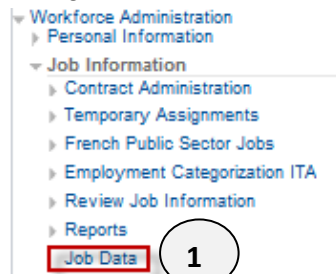 Workforce Administration
Personal Information
Job Information
Contract Administration
Temporary Assignments
French Public Sector Jobs
Employment Categorization ITA
Review Job Information
Reports
Job Data 1